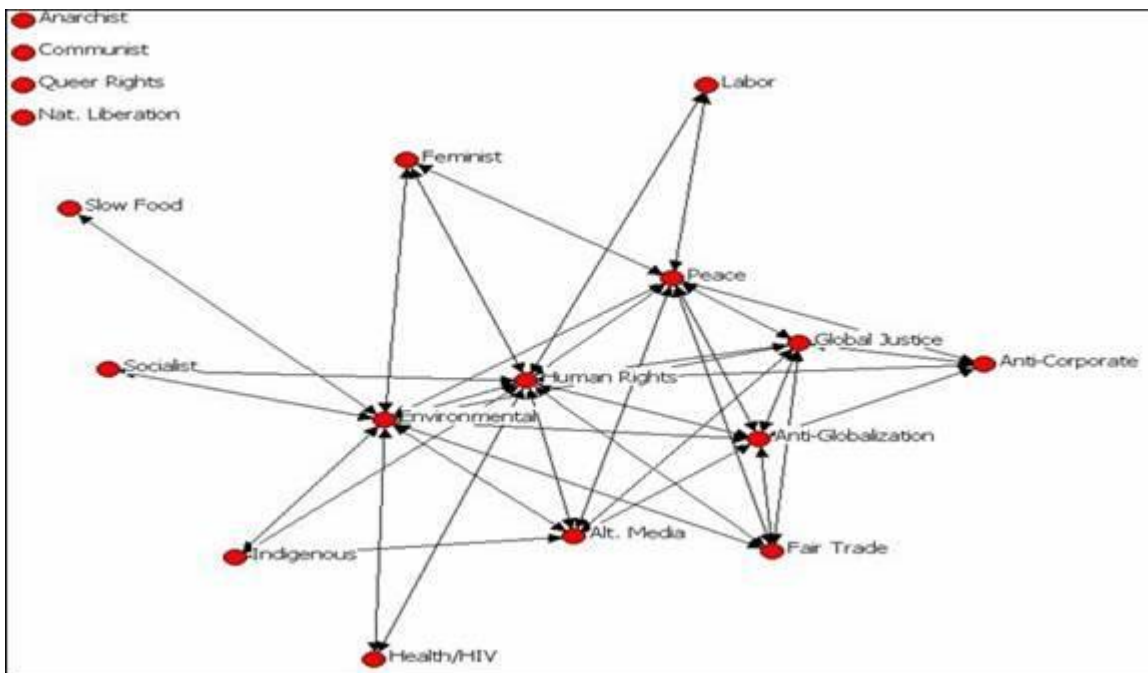 Anarchist
Communist
Queer Rights
Nat. Liberation
Labor
Feminist
Slow Food
Peace
Global Justice
Anti-Corporate
Socialist
Human Rights
Environmental
Anti-Globalization
Alt. Media
Fair Trade
Indigenous
Health/HIV